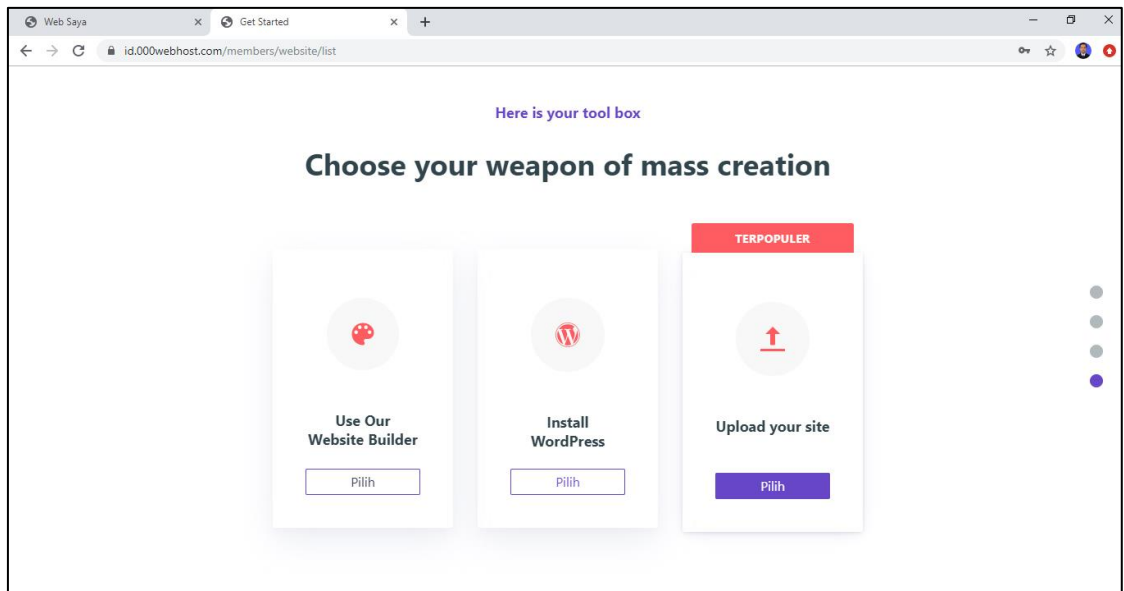 Web Saya
Get Started
id.000webhost.com/members/website/list
Here is your tool box
Choose your weapon of mass creation
TERPOPULER
Use Our
Website Builder
Pilih
Install
WordPress
Pilih
Upload your site
Pilih